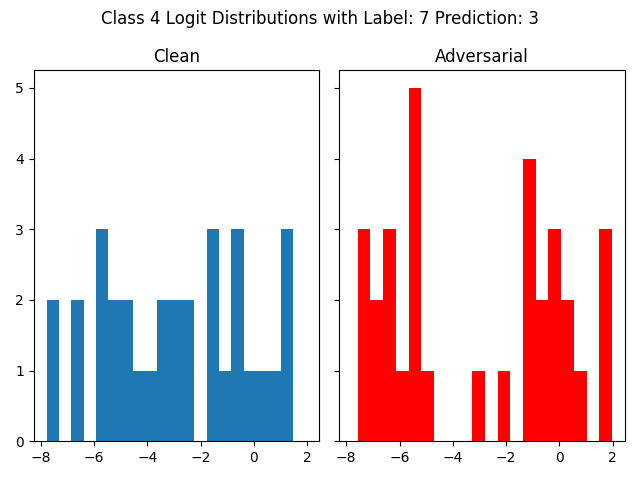 Class 4 Logit Distributions with Label: 7 Prediction: 3
Clean
Adversarial
5
4
3
2
1
0
−8 −6 −4 −2 0 2
−8 −6 −4 −2 0 2